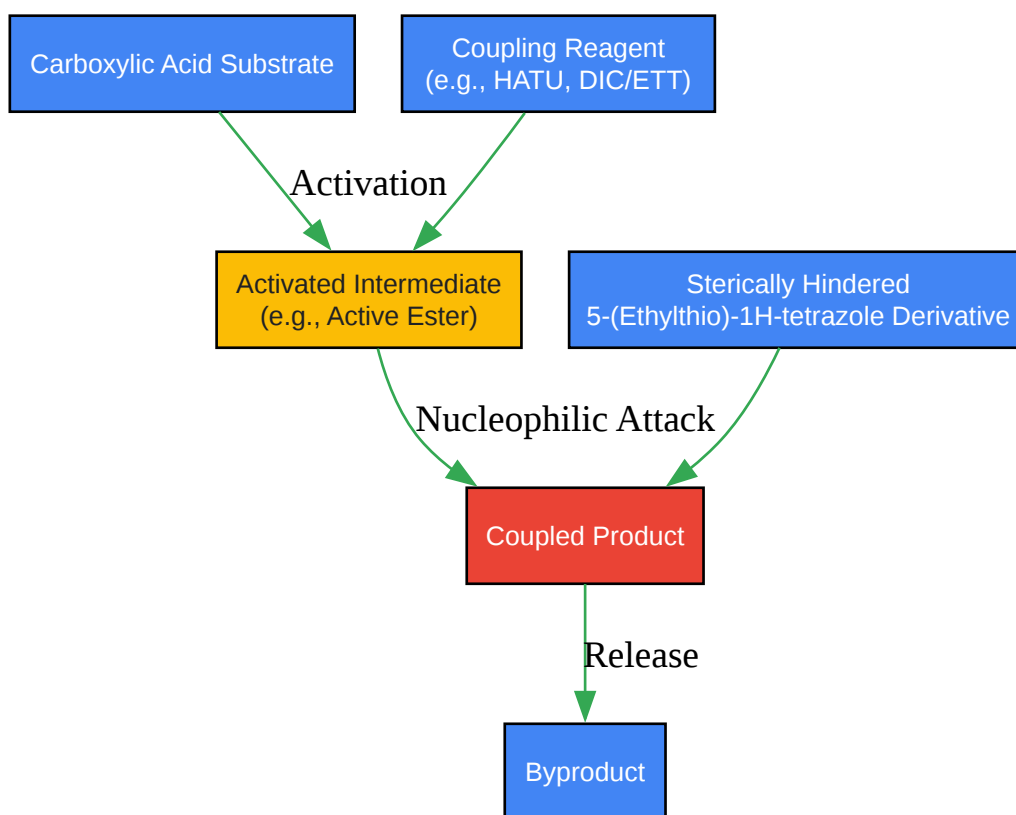 Carboxylic Acid Substrate
Coupling Reagent
(e.g., HATU, DIC/ETT)
Activation
Activated Intermediate
(e.g., Active Ester)
Sterically Hindered
5-(Ethylthio)-1H-tetrazole Derivative
Nucleophilic Attack
Coupled Product
Release
Byproduct